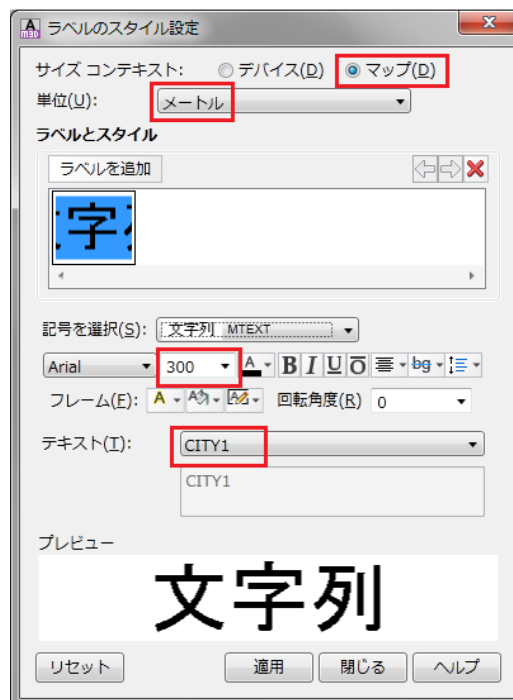 ラベルのスタイル設定
サイズ コンテキスト: デバイス(D) マップ(D)
単位(U): メートル
ラベルとスタイル
ラベルを追加
字
記号を選択(S): 文字列 MTEXT
Arial 300 A B I U O bg
フレーム(F): A 回転角度(R) 0
テキスト(T): CITY1
CITY1
プレビュー
文字列
リセット 適用 閉じる ヘルプ